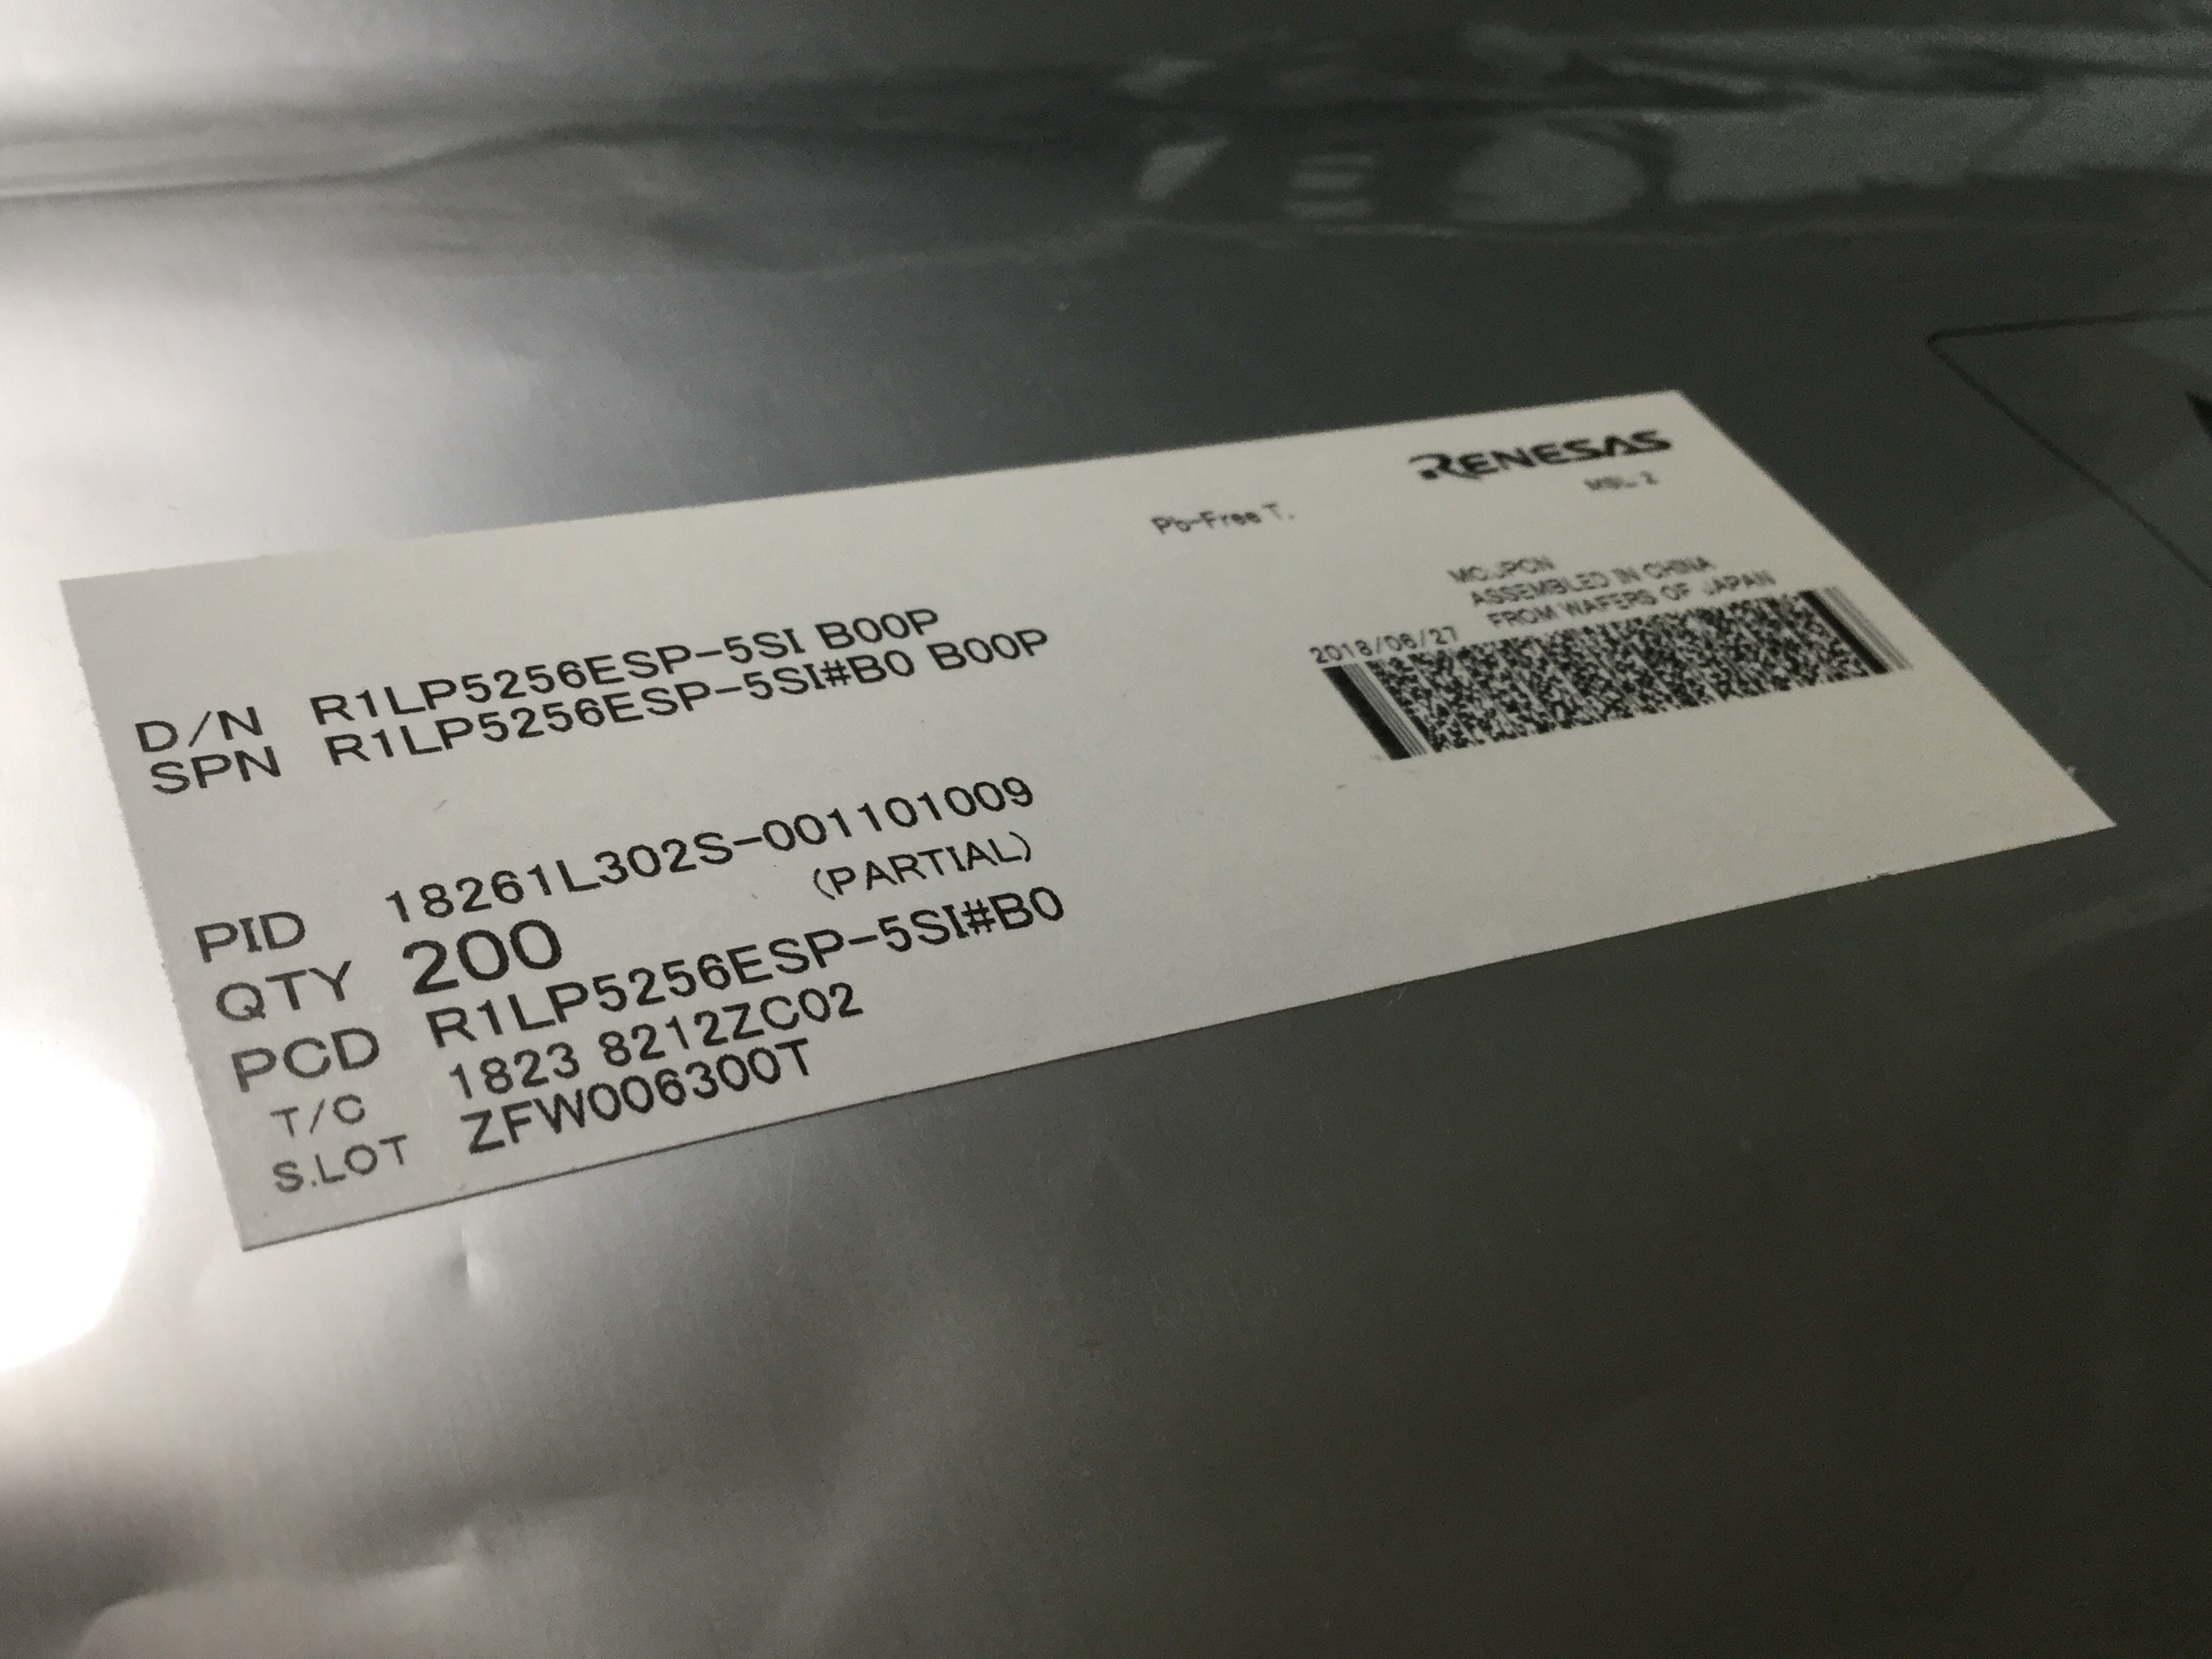 RENESAS
MSL: 3
Pb-Free T.
D/N R1LP5256ESP-5SI B00P
SPN R1LP5256ESP-5SI#B0 B00P
MC:JPCN
ASSEMBLED IN CHINA
FROM WAFERS OF JAPAN
2018/06/27
PID 18261L302S-001101009
QTY 200 (PARTIAL)
PCD R1LP5256ESP-5SI#B0
T/C 1823 8212ZC02
S.LOT ZFW006300T